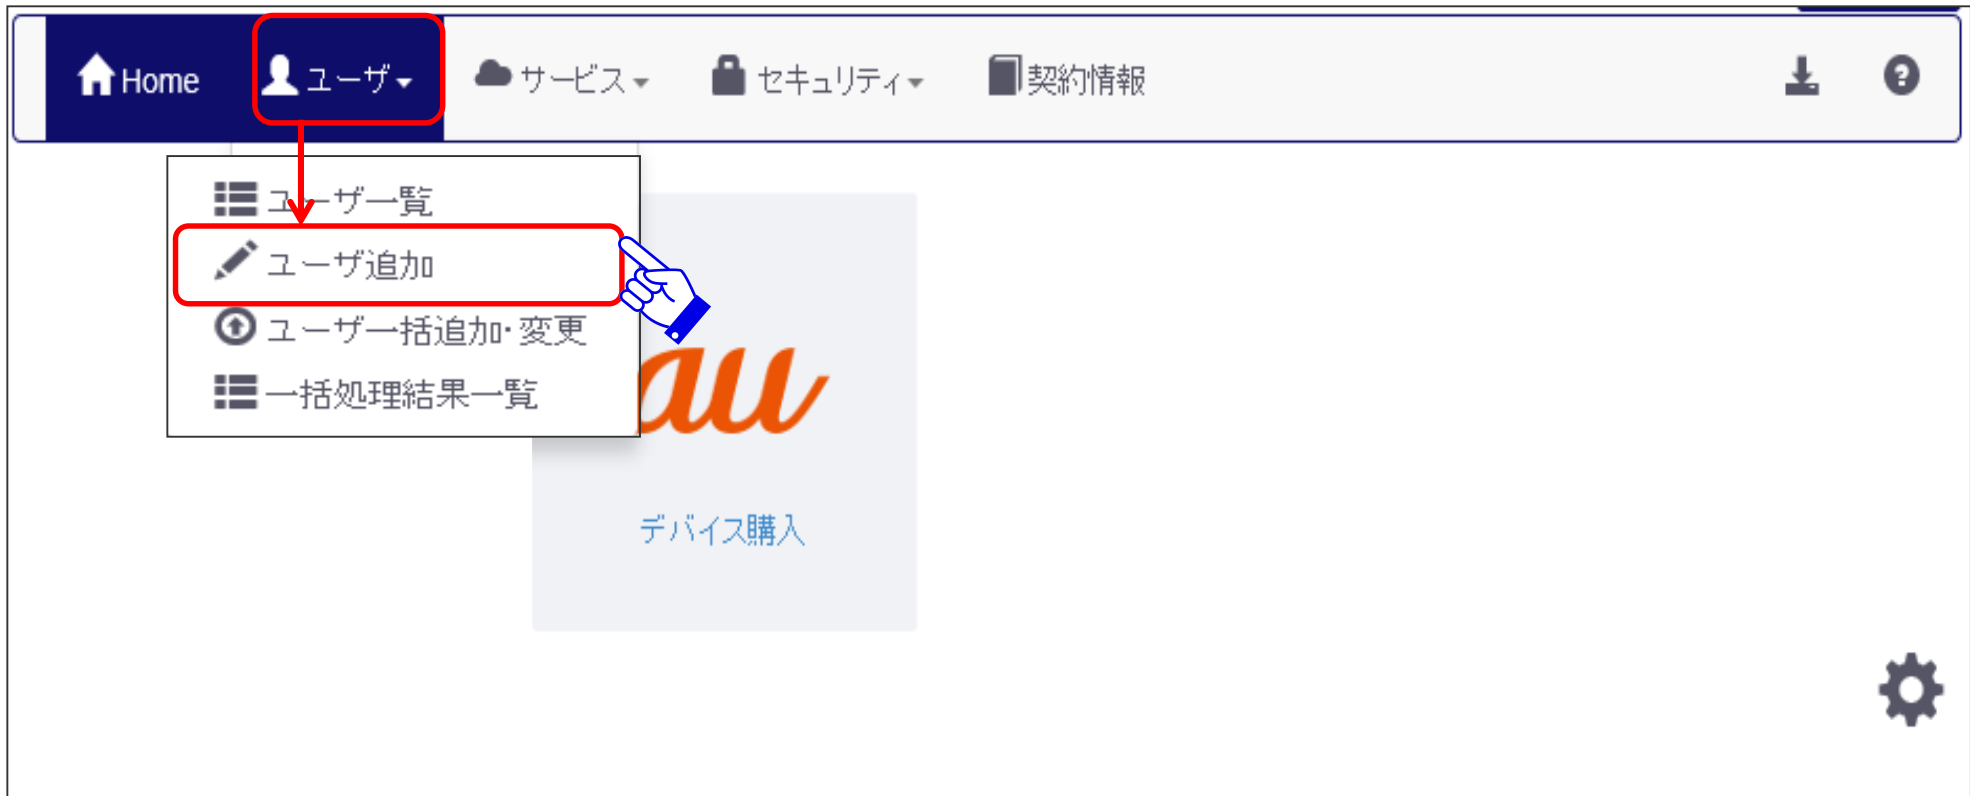 Home ユーザ サービス セキュリティ 契約情報
ユーザ一覧
ユーザ追加
ユーザ一括追加・変更
一括処理結果一覧
au
デバイス購入